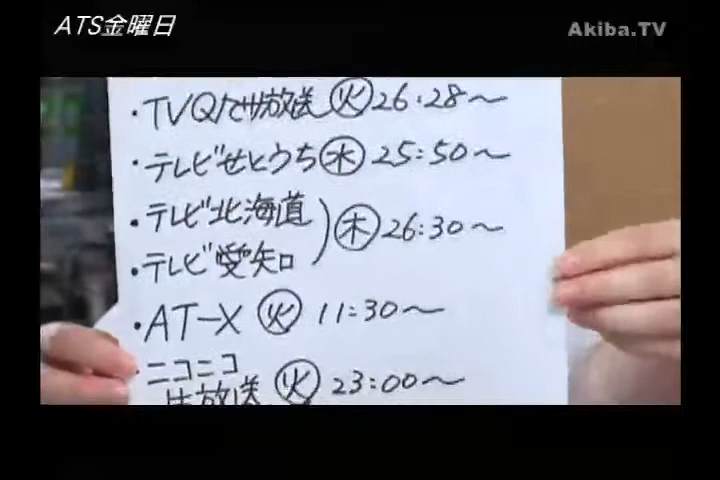 ATS金曜日
Akiba.TV
・TVQ九州放送 火 26:28〜
・テレビせとうち 水 25:50〜
・テレビ北海道
・テレビ愛知
木 26:30〜
・AT-X 火 11:30〜
・ニコニコ
生放送 火 23:00〜